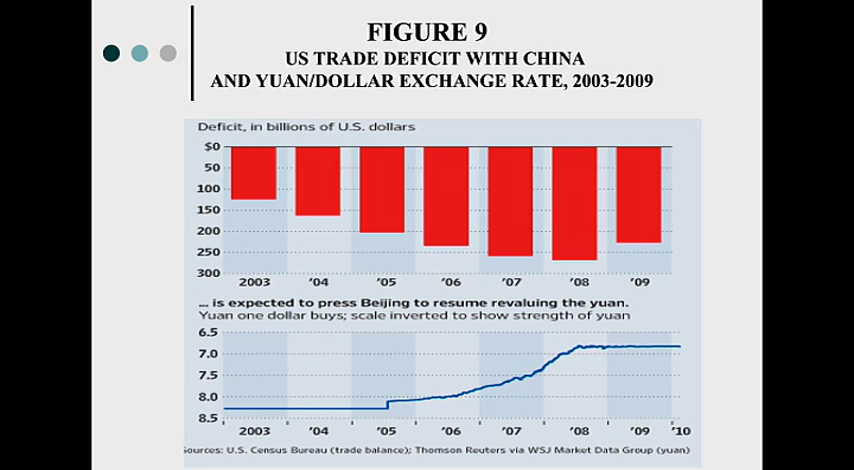 FIGURE 9
US TRADE DEFICIT WITH CHINA
AND YUAN/DOLLAR EXCHANGE RATE, 2003-2009
Deficit, in billions of U.S. dollars
$0
50
100
150
200
250
300
2003 '04 '05 '06 '07 '08 '09
... is expected to press Beijing to resume revaluing the yuan.
Yuan one dollar buys; scale inverted to show strength of yuan
6.5
7.0
7.5
8.0
8.5
2003 '04 '05 '06 '07 '08 '09 '10
Sources: U.S. Census Bureau (trade balance); Thomson Reuters via WSJ Market Data Group (yuan)